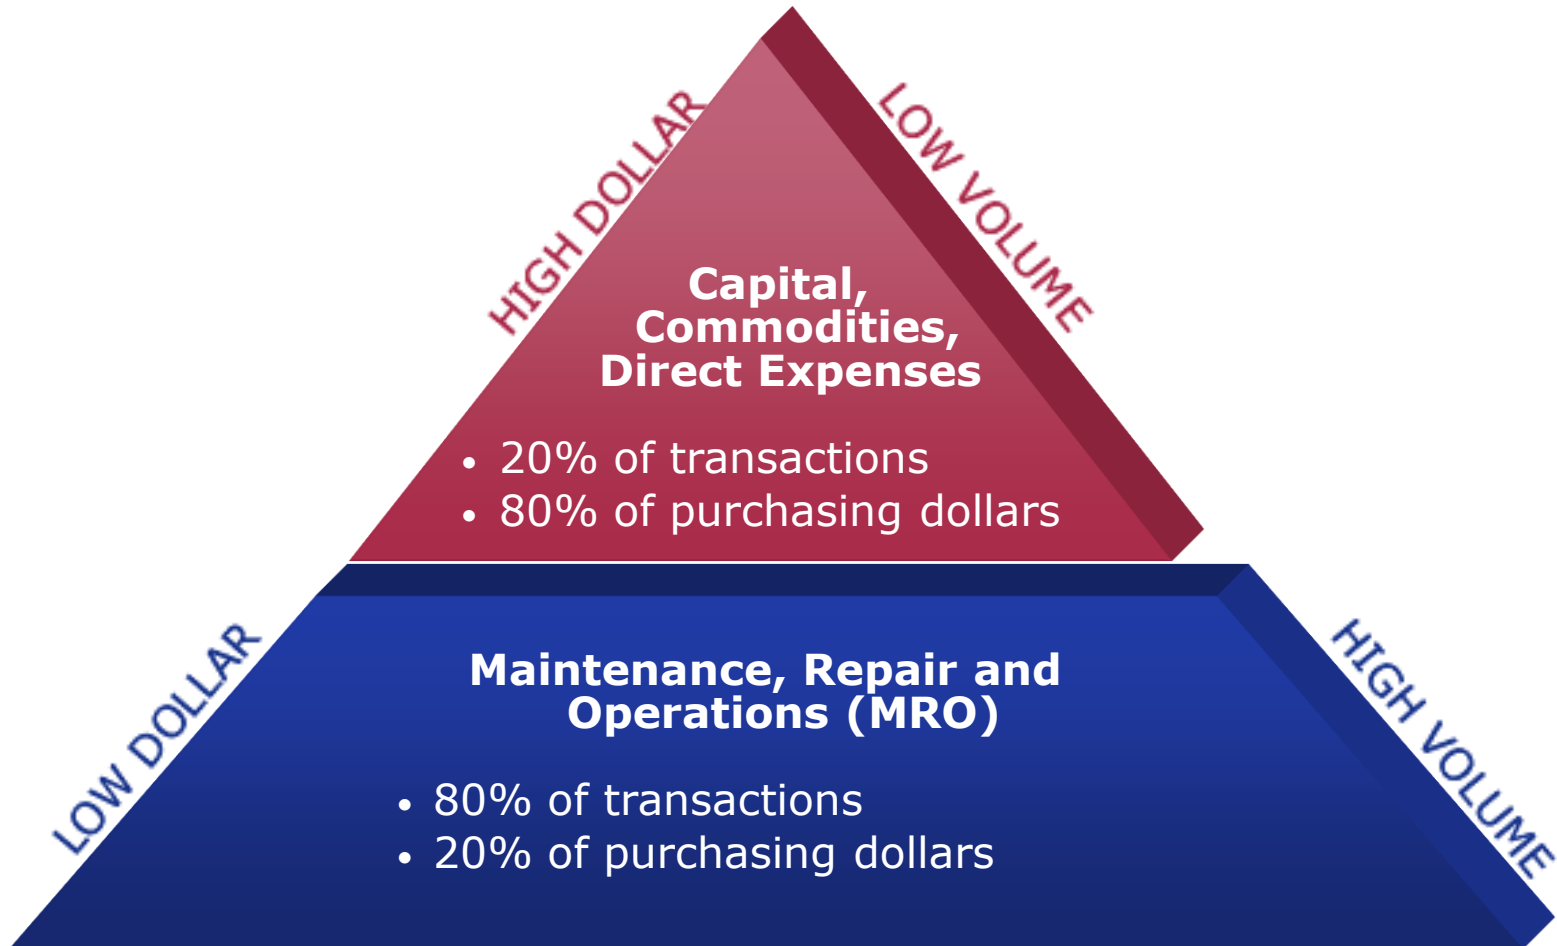 HIGH DOLLAR
LOW VOLUME
Capital,
Commodities,
Direct Expenses
• 20% of transactions
• 80% of purchasing dollars
LOW DOLLAR
HIGH VOLUME
Maintenance, Repair and
Operations (MRO)
• 80% of transactions
• 20% of purchasing dollars